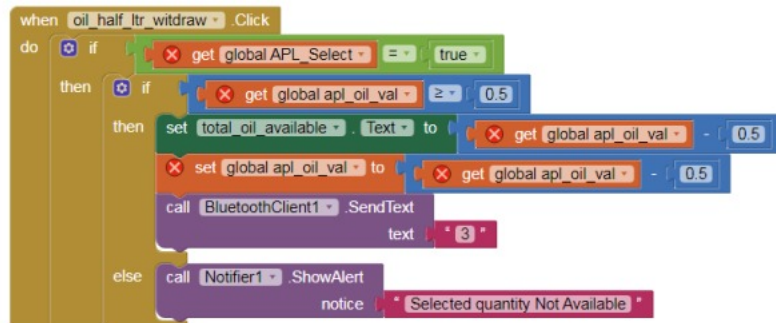 when oil_half_ltr_witdraw .Click
do if get global APL_Select = true
then if get global apl_oil_val ≥ 0.5
then set total_oil_available . Text to get global apl_oil_val - 0.5
set global apl_oil_val to get global apl_oil_val - 0.5
call BluetoothClient1 .SendText
text " 3 "
else call Notifier1 .ShowAlert
notice " Selected quantity Not Available "